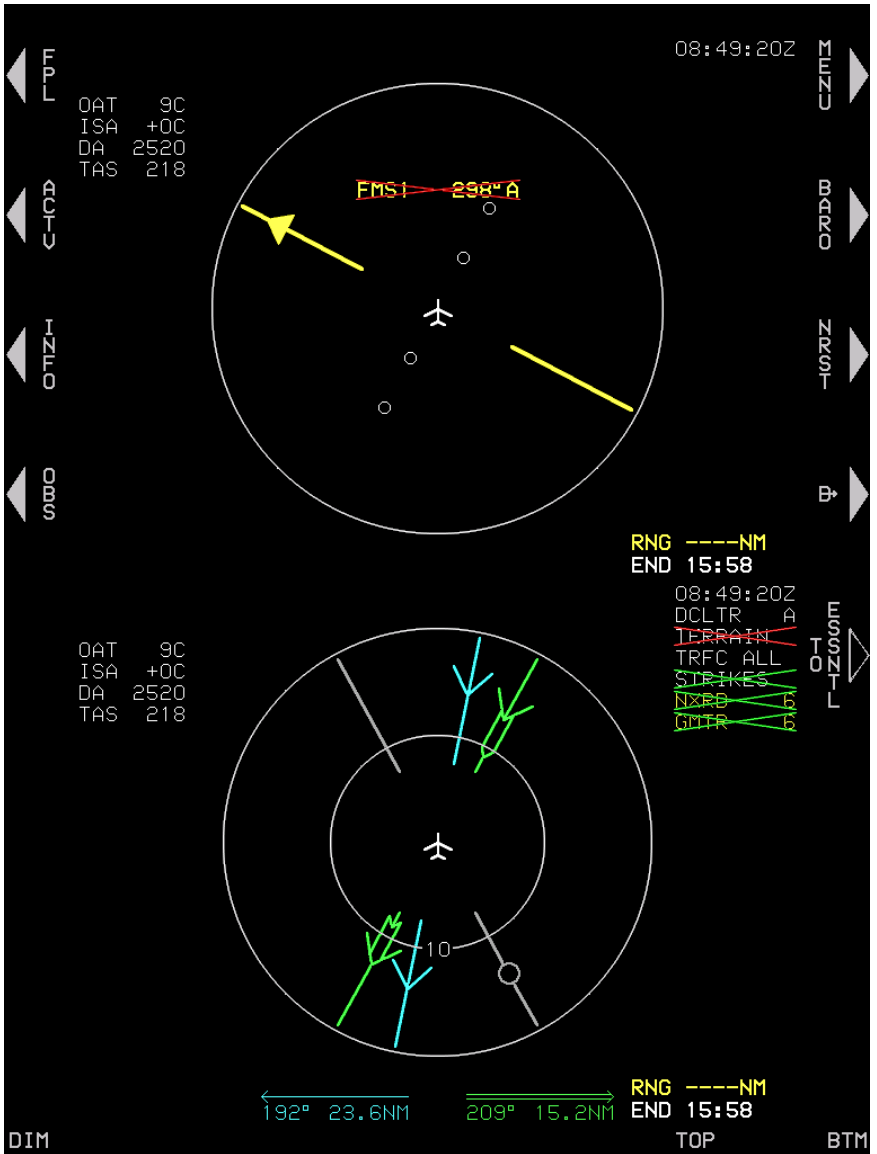 FPL
08:49:20Z
MENU
OAT 9C
ISA +0C
DA 2520
TAS 218
FMS1 298° A
ACTV
BARO
INFO
NRST
OBS
D
RNG ----NM
END 15:58
08:49:20Z
DCLTR A
TERRAIN
TRFC ALL
STRIKES
NXRD 6
GMTR 6
ESSNTL
TO
OAT 9C
ISA +0C
DA 2520
TAS 218
10
192° 23.6NM
209° 15.2NM
RNG ----NM
END 15:58
DIM
TOP
BTM